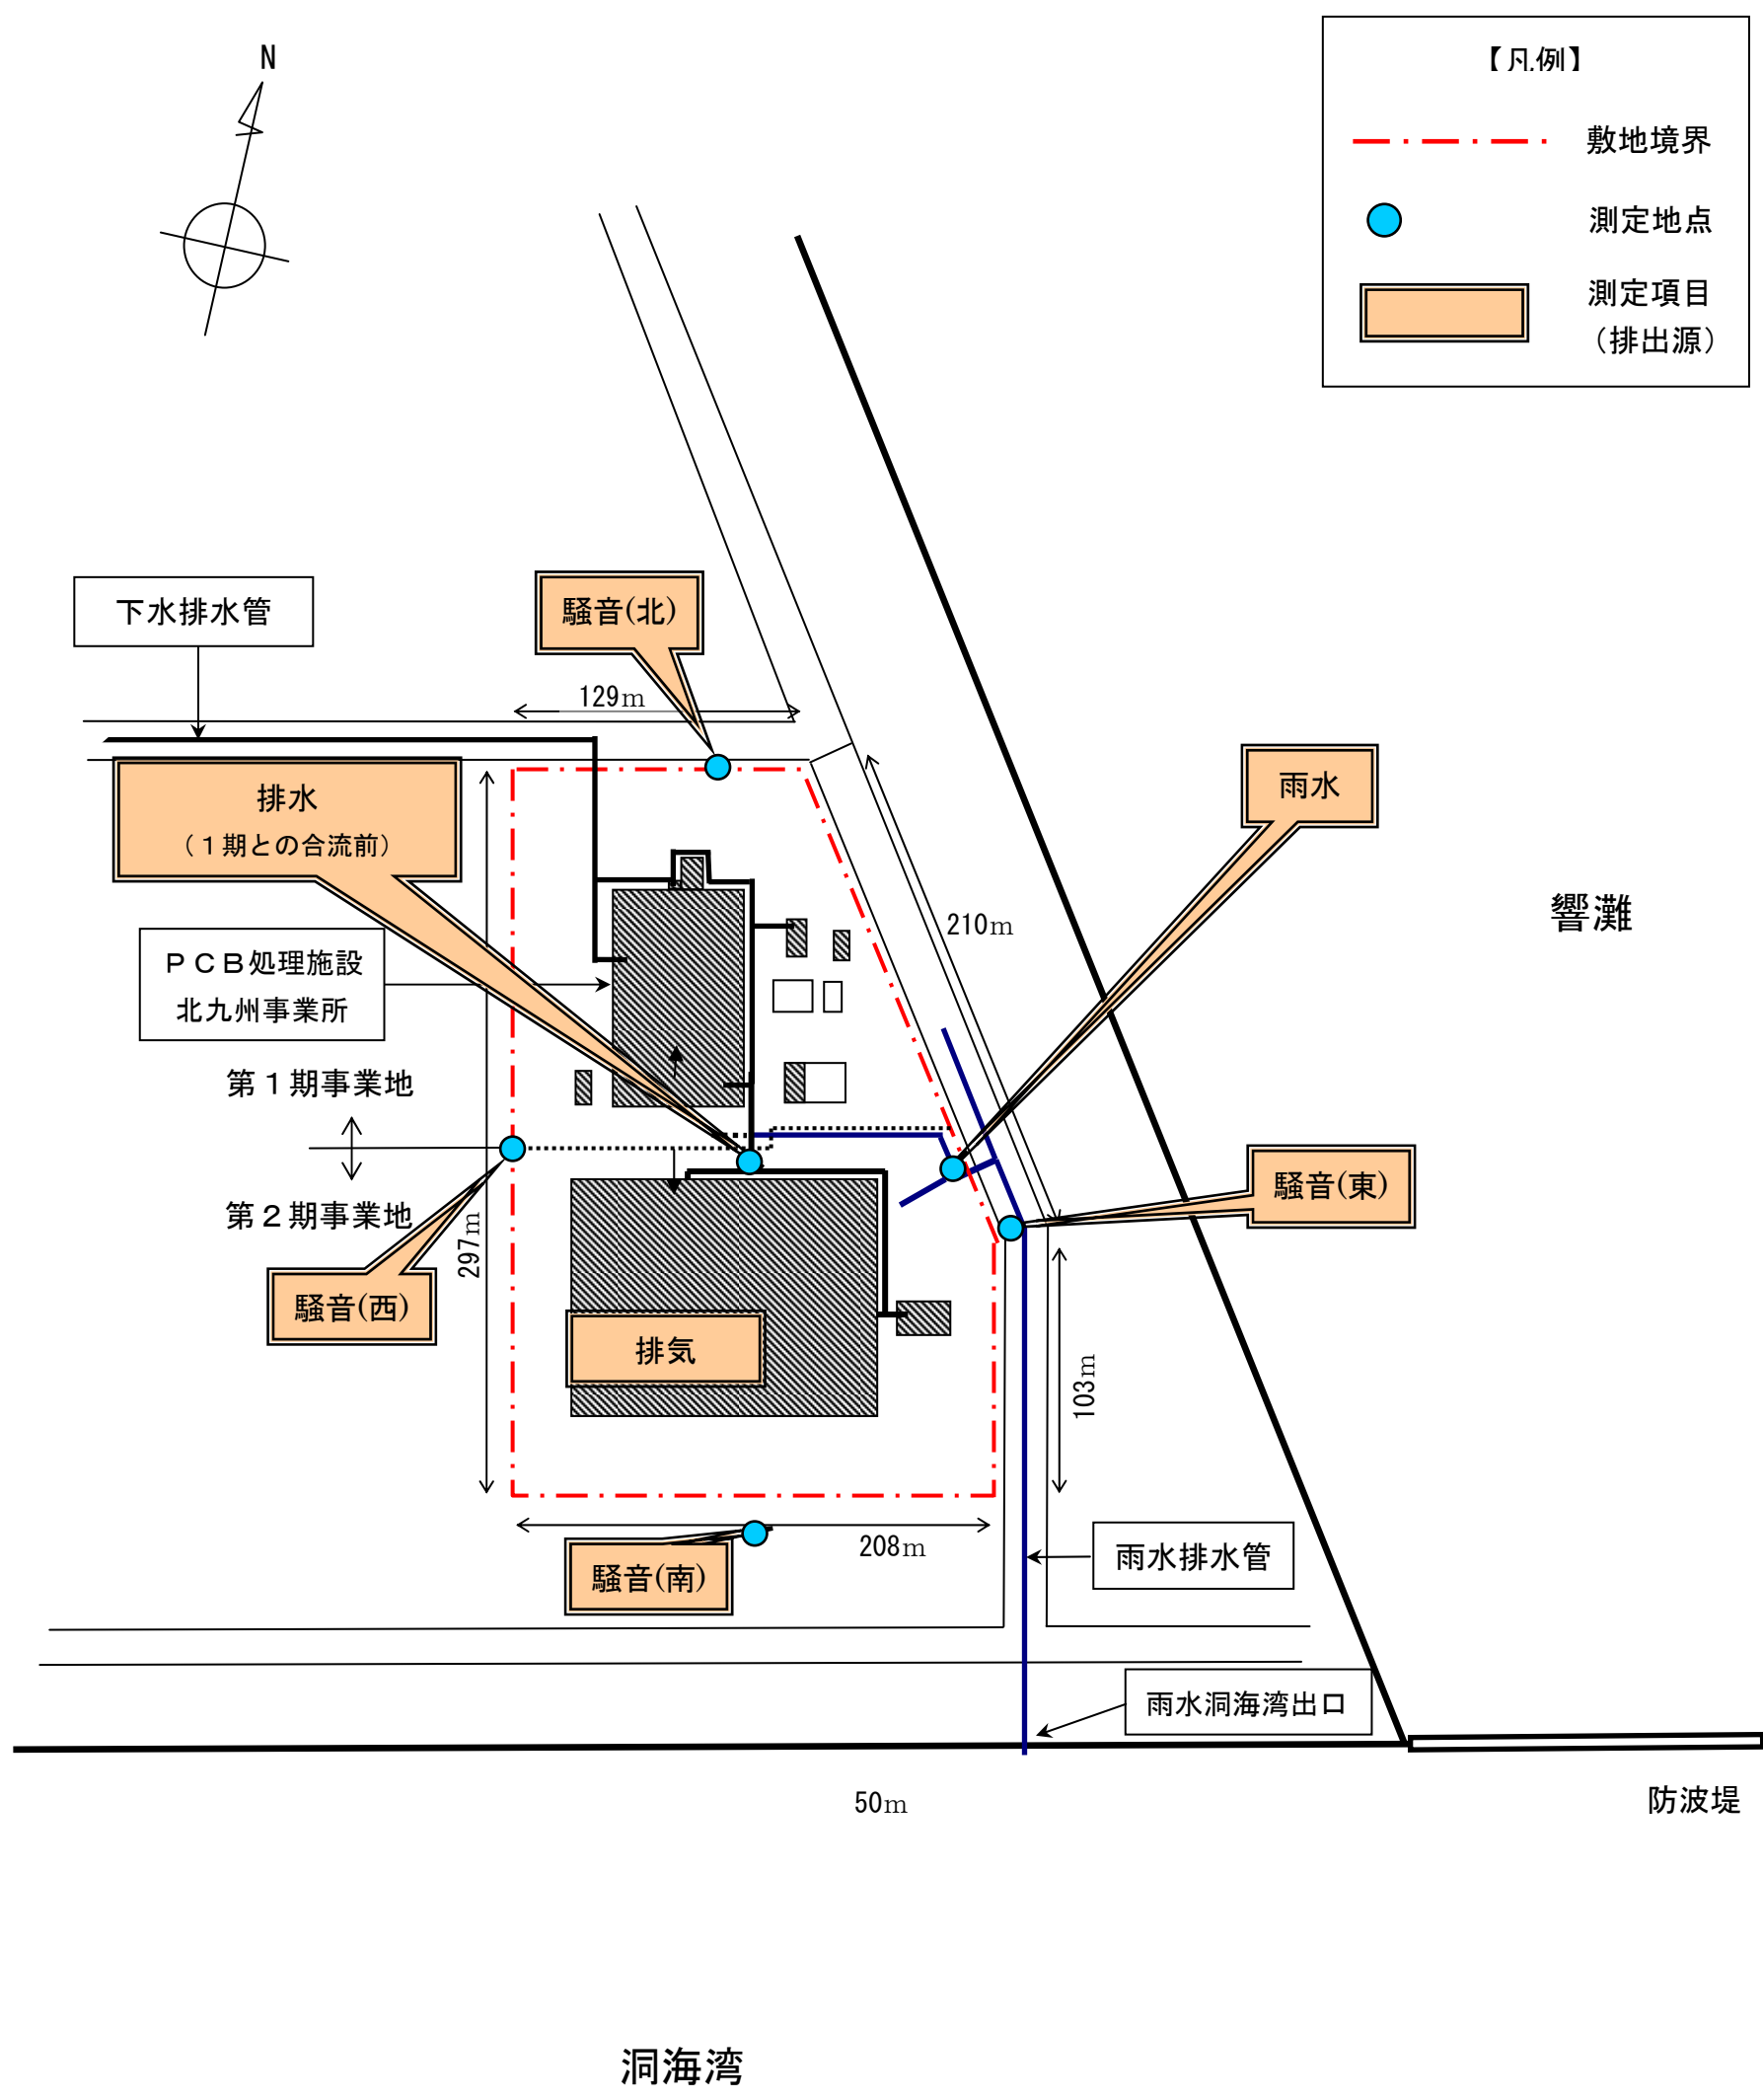 N
【凡例】
敷地境界
測定地点
測定項目
（排出源）
下水排水管
騒音(北)
129m
排水
（１期との合流前）
雨水
210m
響灘
ＰＣＢ処理施設
北九州事業所
第１期事業地
第２期事業地
297m
騒音(東)
騒音(西)
排気
103m
208m
騒音(南)
雨水排水管
雨水洞海湾出口
50m
防波堤
洞海湾